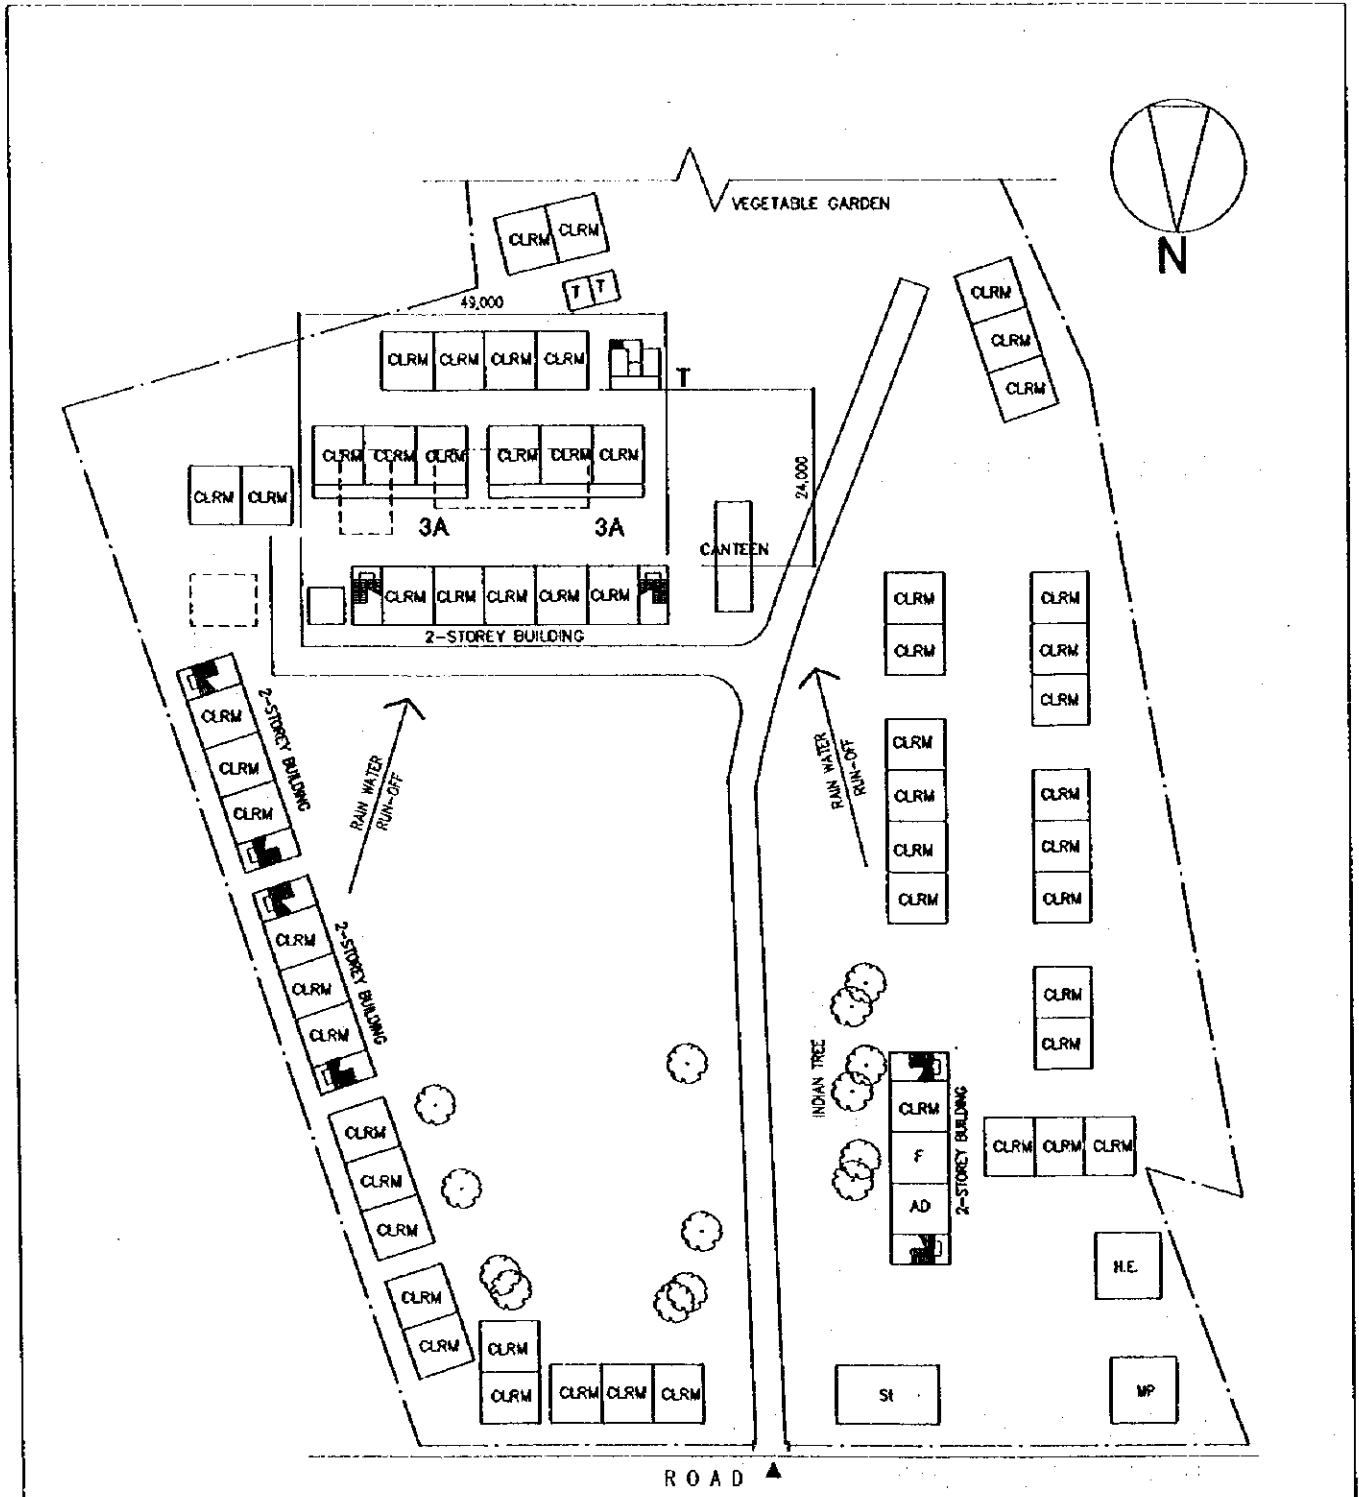 VEGETABLE GARDEN
N
CLRM CLRM
T T
49,000
CLRM
CLRM
CLRM
CLRM CLRM CLRM CLRM
T
CLRM CLRM CLRM CLRM CLRM CLRM
24,000
CLRM CLRM
3A 3A
CANTEEN
CLRM CLRM CLRM CLRM CLRM
2-STOREY BUILDING
CLRM
CLRM
CLRM
CLRM
CLRM
CLRM
CLRM
CLRM
2-STOREY BUILDING
RAIN WATER
RUN-OFF
RAIN WATER
RUN-OFF
CLRM
CLRM
CLRM
CLRM
CLRM
CLRM
CLRM
CLRM
CLRM
CLRM
CLRM
CLRM
2-STOREY BUILDING
CLRM
CLRM
INDIAN TREE
CLRM
F
AD
2-STOREY BUILDING
CLRM CLRM CLRM
CLRM
CLRM
CLRM
H.E.
CLRM
CLRM
CLRM
CLRM
CLRM CLRM CLRM
St
MP
ROAD